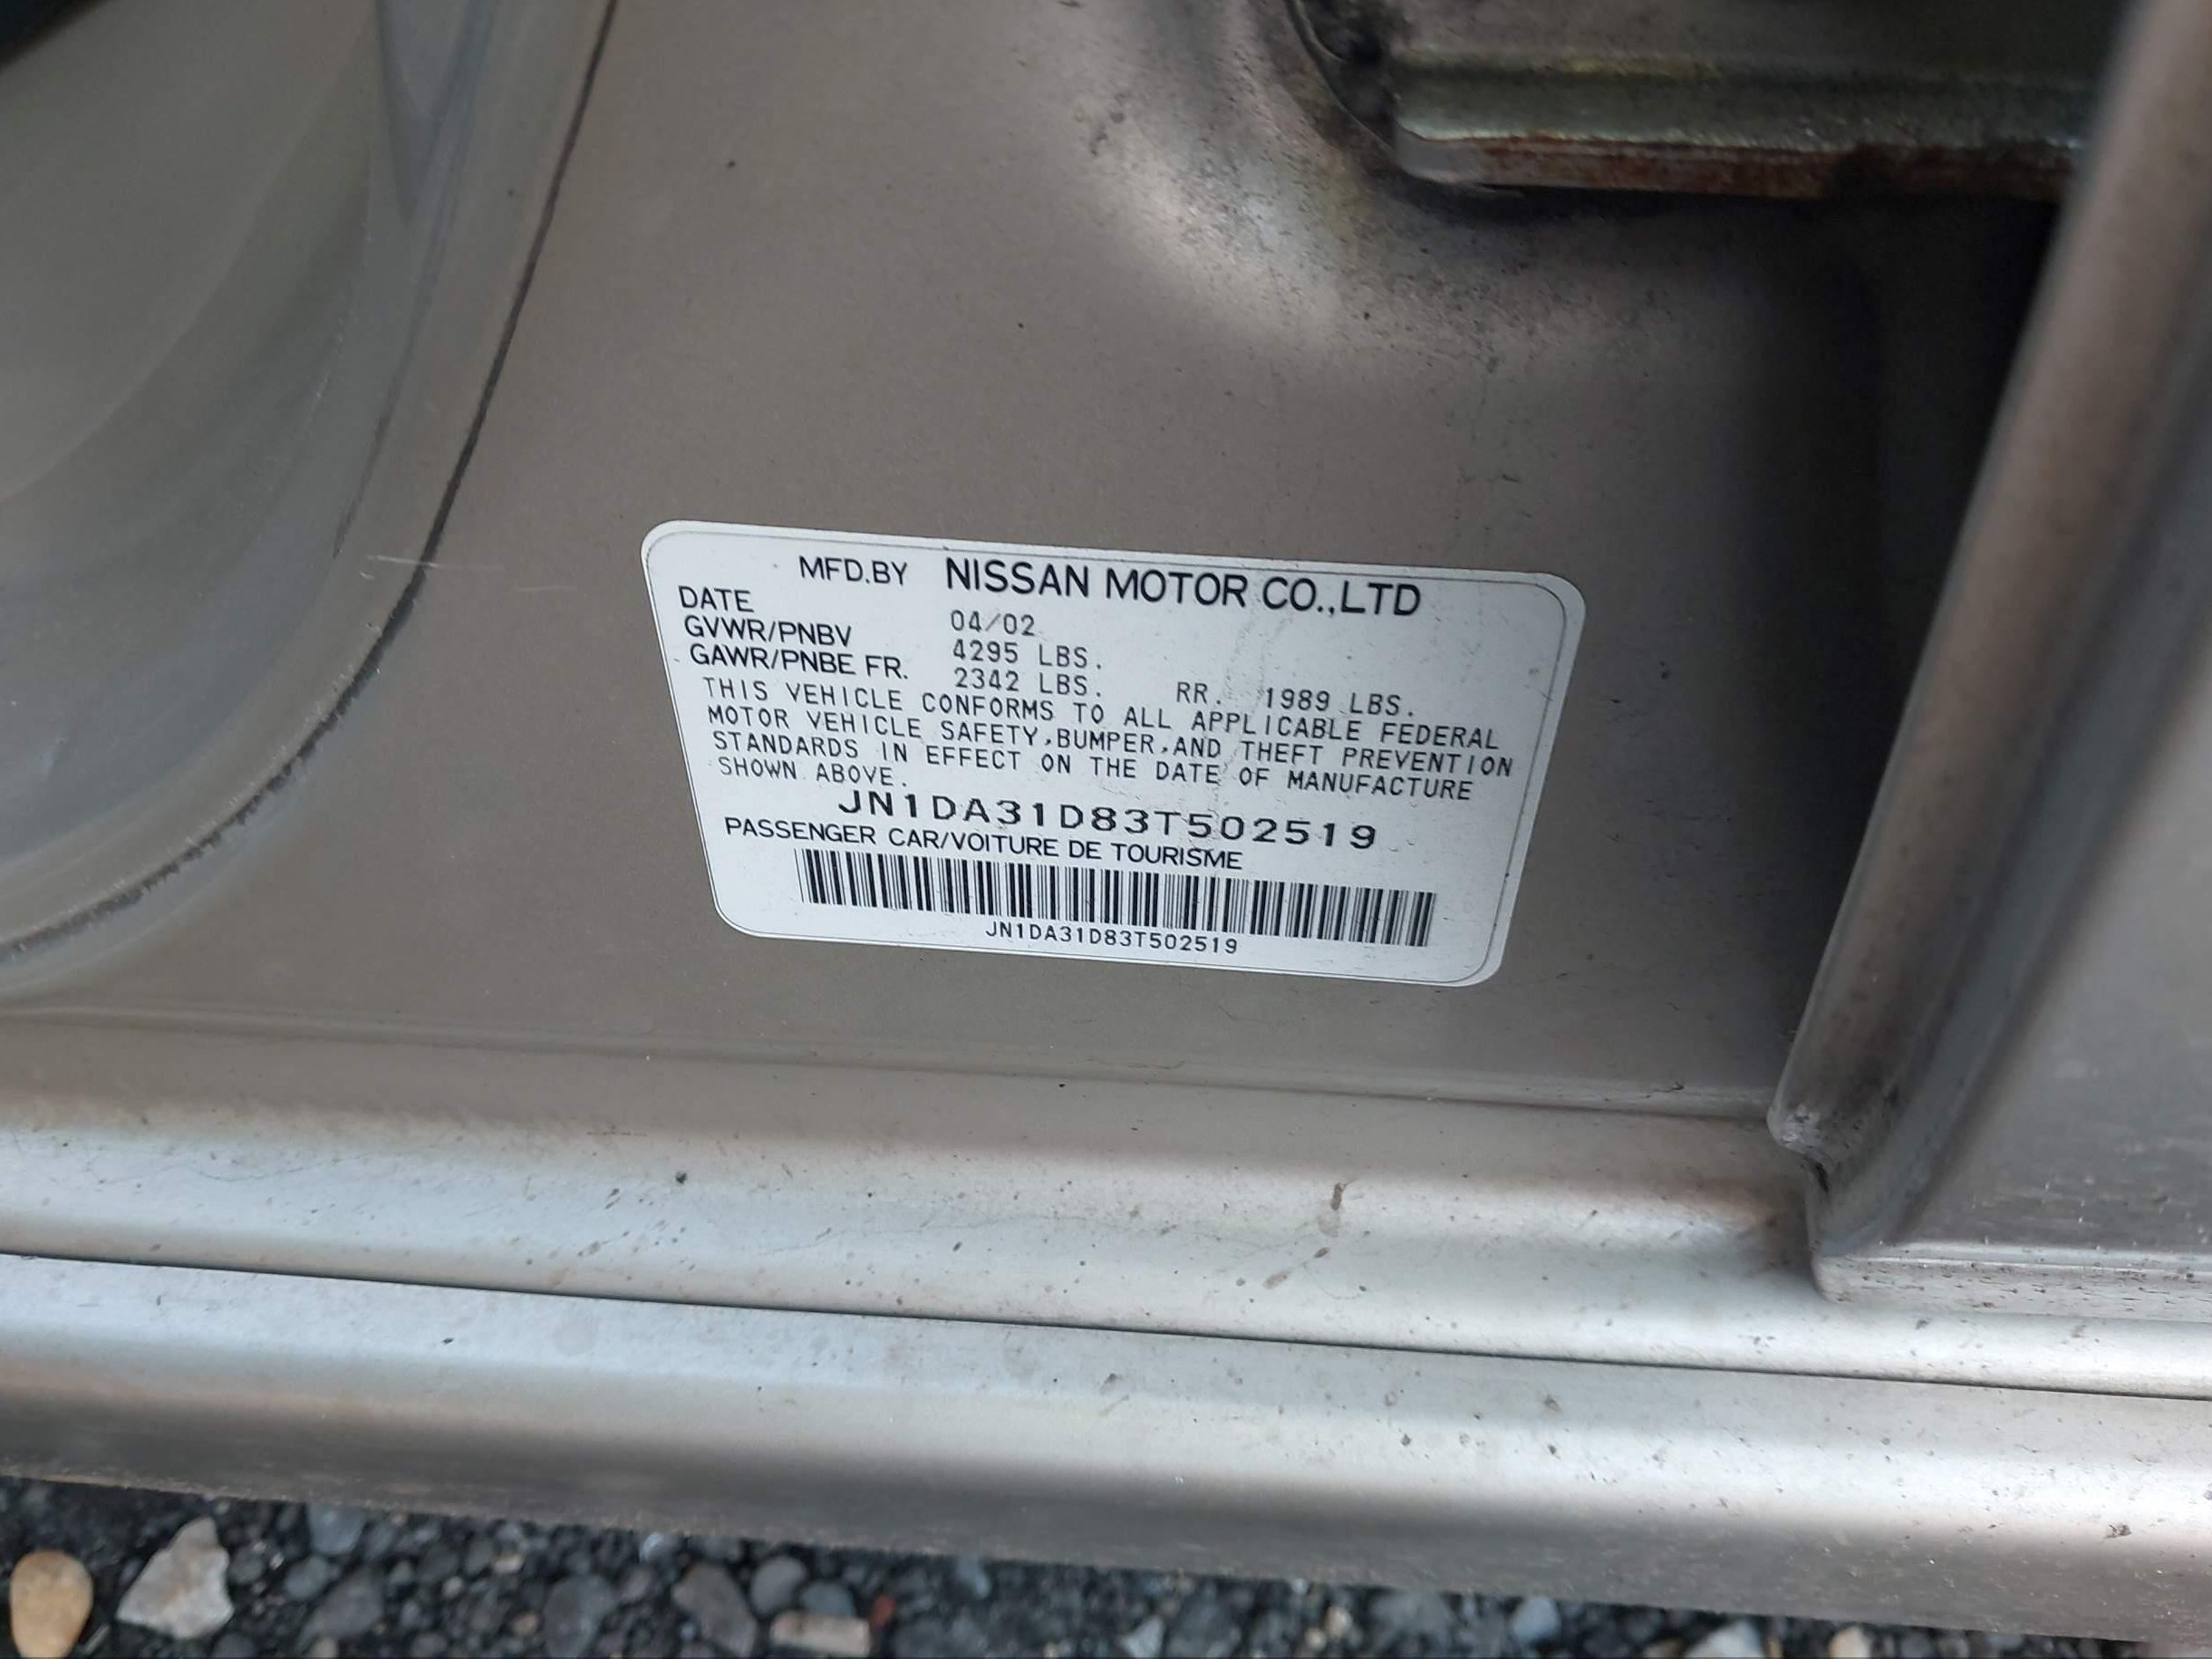 MFD.BY NISSAN MOTOR CO.,LTD
DATE 04/02
GVWR/PNBV 4295 LBS.
GAWR/PNBE FR. 2342 LBS. RR. 1989 LBS.
THIS VEHICLE CONFORMS TO ALL APPLICABLE FEDERAL
MOTOR VEHICLE SAFETY,BUMPER,AND THEFT PREVENTION
STANDARDS IN EFFECT ON THE DATE OF MANUFACTURE
SHOWN ABOVE.
JN1DA31D83T502519
PASSENGER CAR/VOITURE DE TOURISME
JN1DA31D83T502519